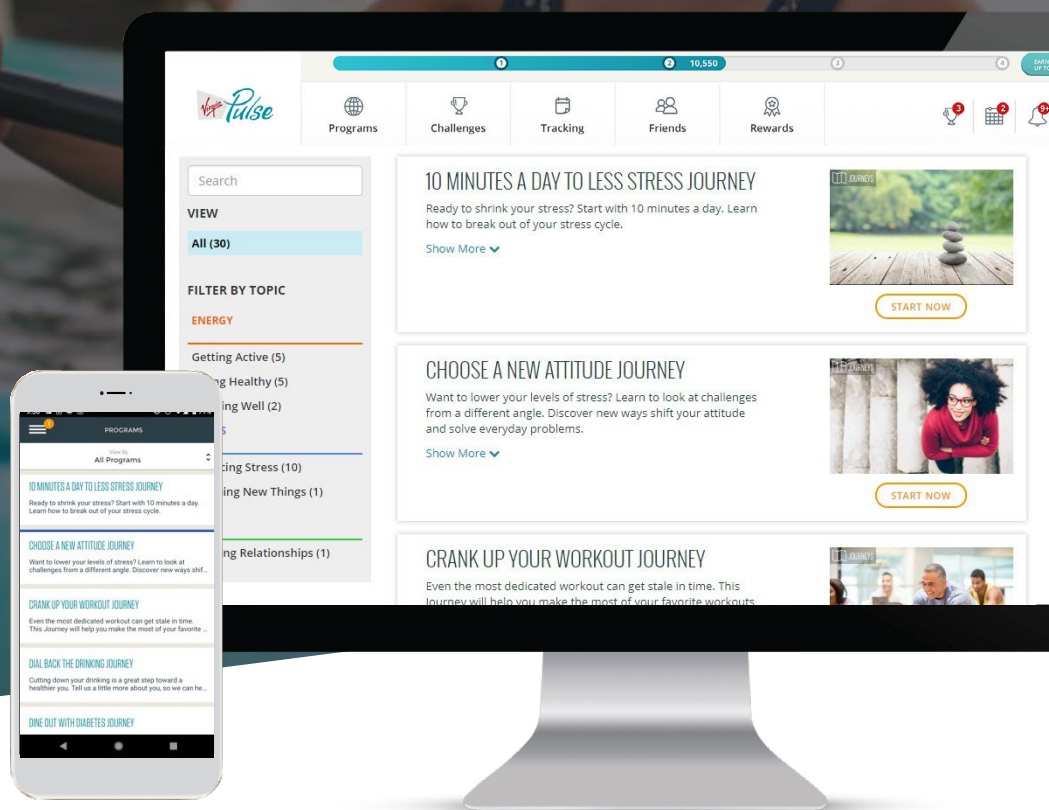 1
2
10,550
3
4
EARN
UP TO
Virgin Pulse
Programs
Challenges
Tracking
Friends
Rewards
3
2
9+
Search
VIEW
All (30)
FILTER BY TOPIC
ENERGY
Getting Active (5)
Healthy (5)
Well (2)
Stress (10)
New Things (1)
Relationships (1)
10 MINUTES A DAY TO LESS STRESS JOURNEY
Ready to shrink your stress? Start with 10 minutes a day. Learn
how to break out of your stress cycle.
Show More
JOURNEYS
START NOW
CHOOSE A NEW ATTITUDE JOURNEY
Want to lower your levels of stress? Learn to look at challenges
from a different angle. Discover new ways shift your attitude
and solve everyday problems.
Show More
JOURNEYS
START NOW
CRANK UP YOUR WORKOUT JOURNEY
Even the most dedicated workout can get stale in time. This
Journey will help you make the most of your favorite workouts
JOURNEYS
PROGRAMS
View By
All Programs
10 MINUTES A DAY TO LESS STRESS JOURNEY
Ready to shrink your stress? Start with 10 minutes a day.
Learn how to break out of your stress cycle.
CHOOSE A NEW ATTITUDE JOURNEY
Want to lower your levels of stress? Learn to look at
challenges from a different angle. Discover new ways shif...
CRANK UP YOUR WORKOUT JOURNEY
Even the most dedicated workout can get stale in time.
This Journey will help you make the most of your favorite ...
DIAL BACK THE DRINKING JOURNEY
Cutting down your drinking is a great step toward a
healthier you. Tell us a little more about you, so we can he...
DINE OUT WITH DIABETES JOURNEY